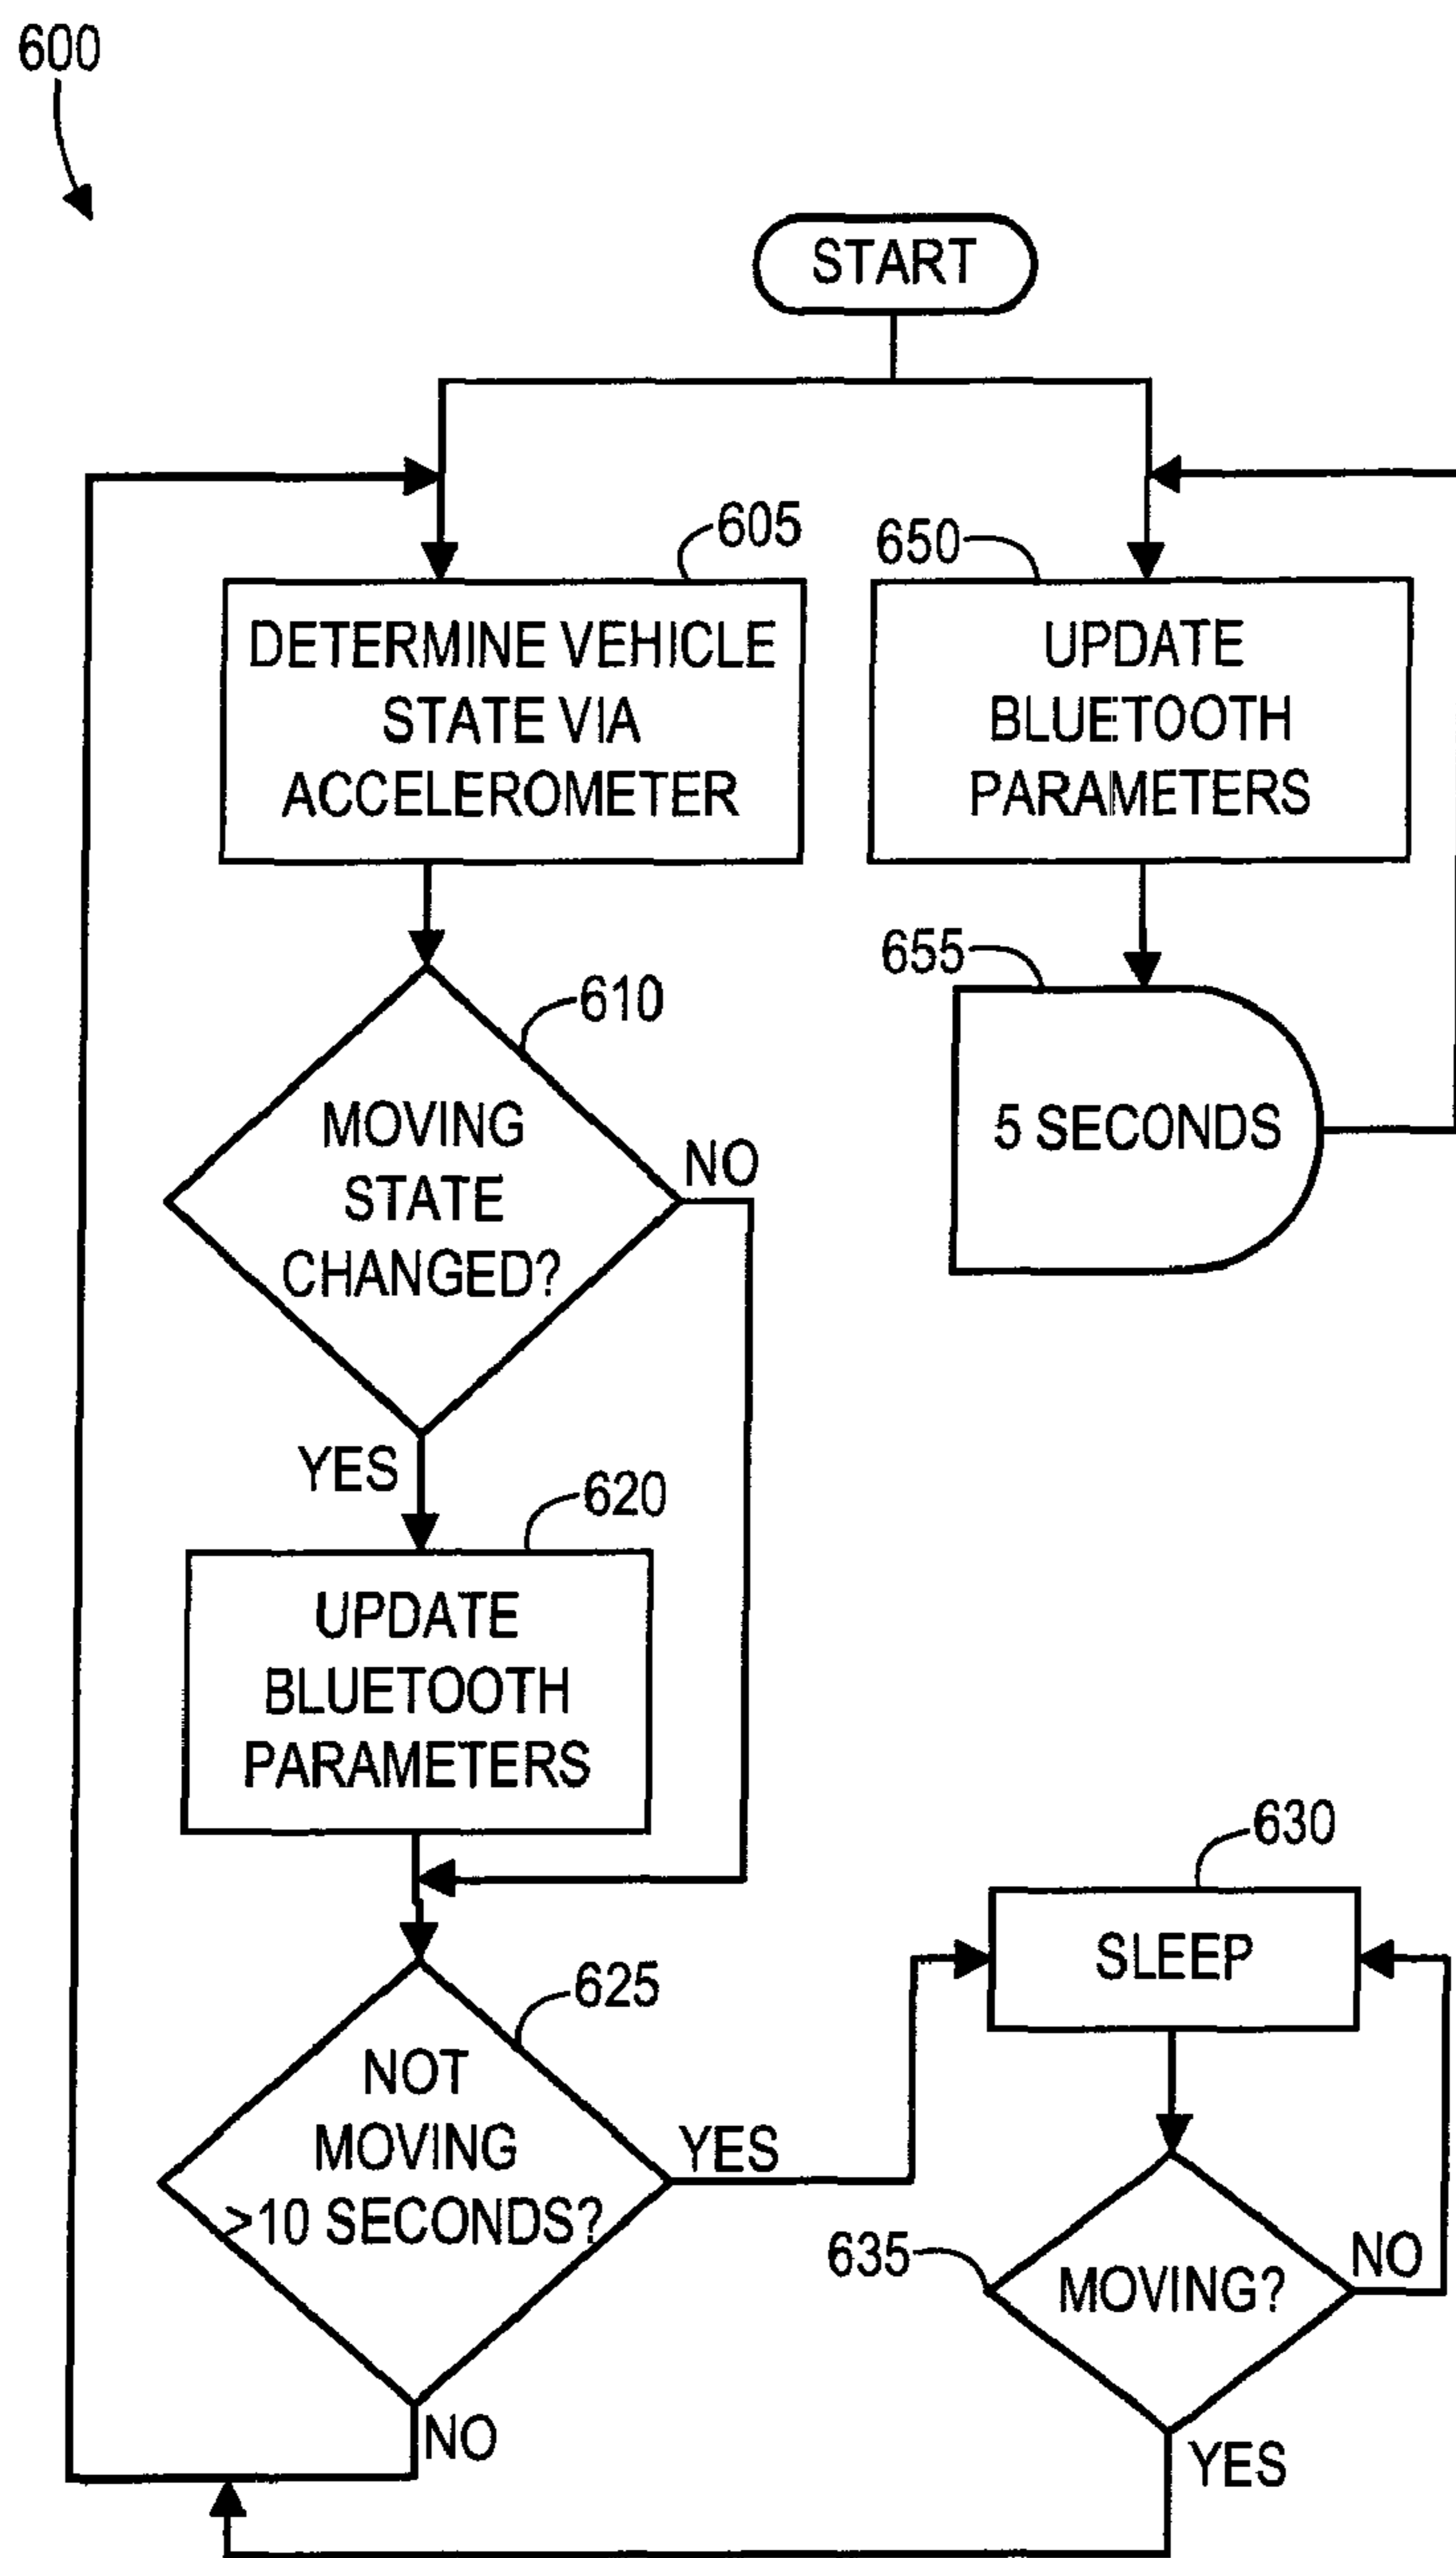 600
START
605
DETERMINE VEHICLE
STATE VIA
ACCELEROMETER
650
UPDATE
BLUETOOTH
PARAMETERS
655
5 SECONDS
610
MOVING
STATE
CHANGED?
NO
YES
620
UPDATE
BLUETOOTH
PARAMETERS
625
NOT
MOVING
>10 SECONDS?
YES
NO
630
SLEEP
635
MOVING?
NO
YES